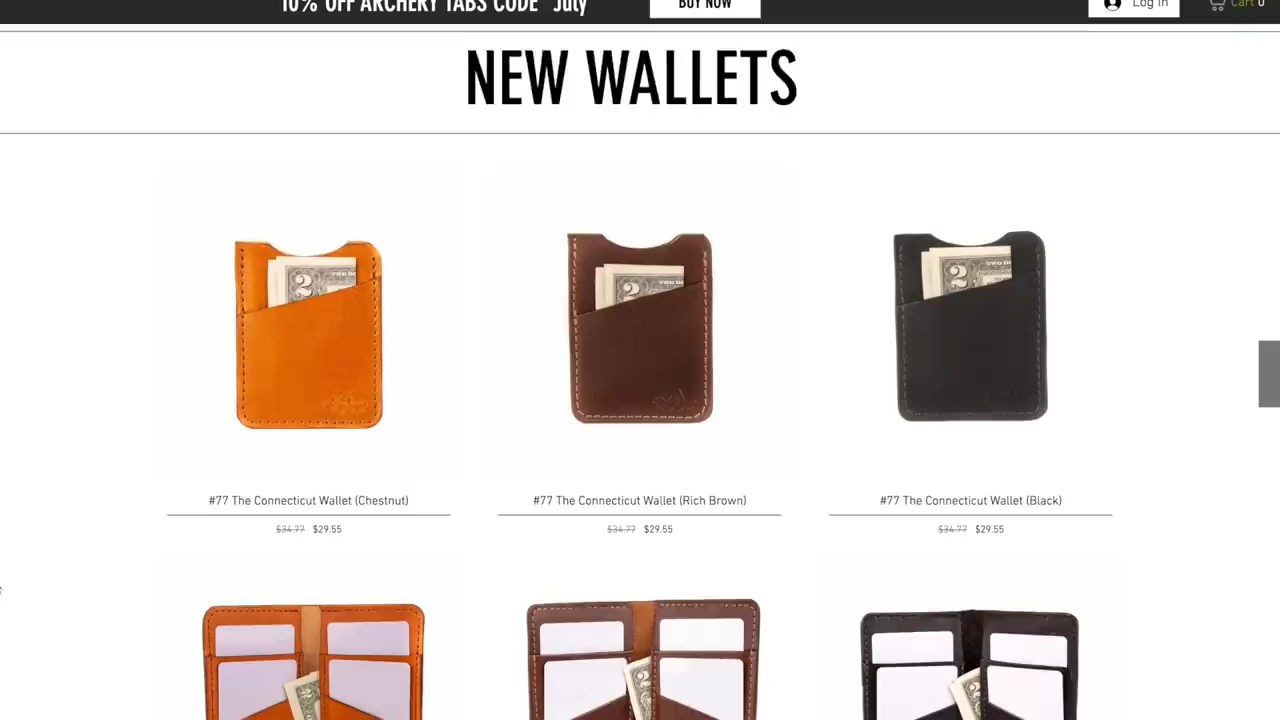 10% OFF ARCHERY TABS CODE "July
BUY NOW
Log In
Cart 0
NEW WALLETS
#77 The Connecticut Wallet (Chestnut)
$34.77 $29.55
#77 The Connecticut Wallet (Rich Brown)
$34.77 $29.55
#77 The Connecticut Wallet (Black)
$34.77 $29.55